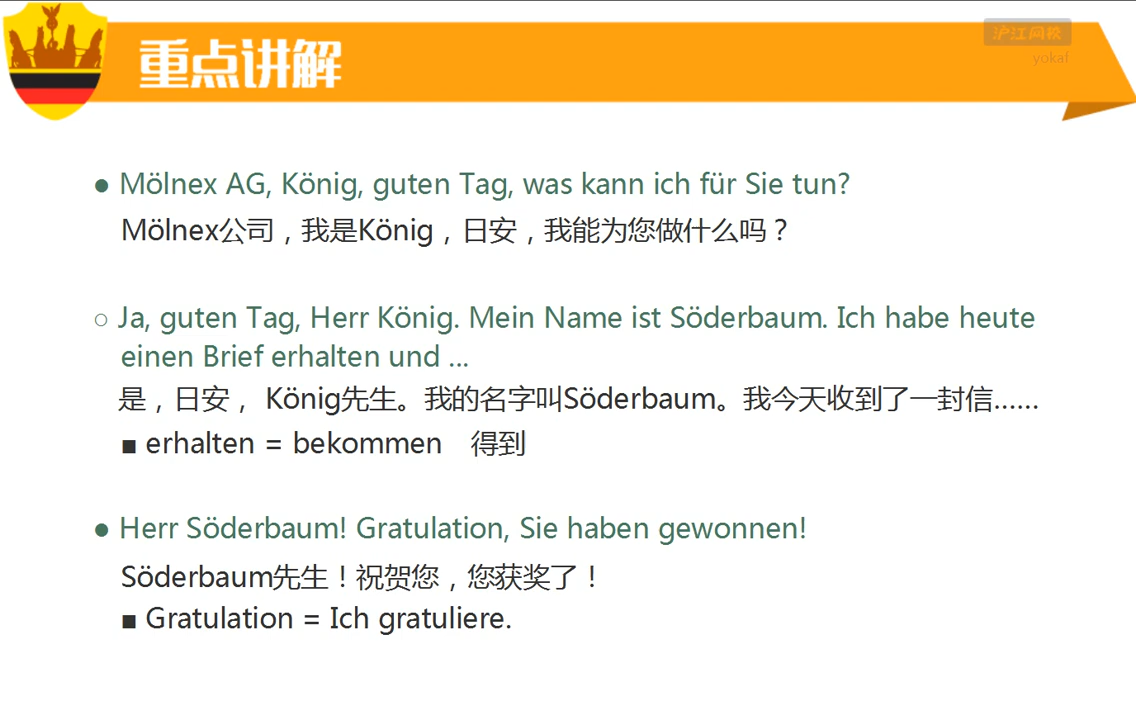 重点讲解
沪江网校
yokaf
● Mölnex AG, König, guten Tag, was kann ich für Sie tun?
Mölnex公司，我是König，日安，我能为您做什么吗？
○ Ja, guten Tag, Herr König. Mein Name ist Söderbaum. Ich habe heute
einen Brief erhalten und ...
是，日安， König先生。我的名字叫Söderbaum。我今天收到了一封信……
■ erhalten = bekommen 得到
● Herr Söderbaum! Gratulation, Sie haben gewonnen!
Söderbaum先生！祝贺您，您获奖了！
■ Gratulation = Ich gratuliere.